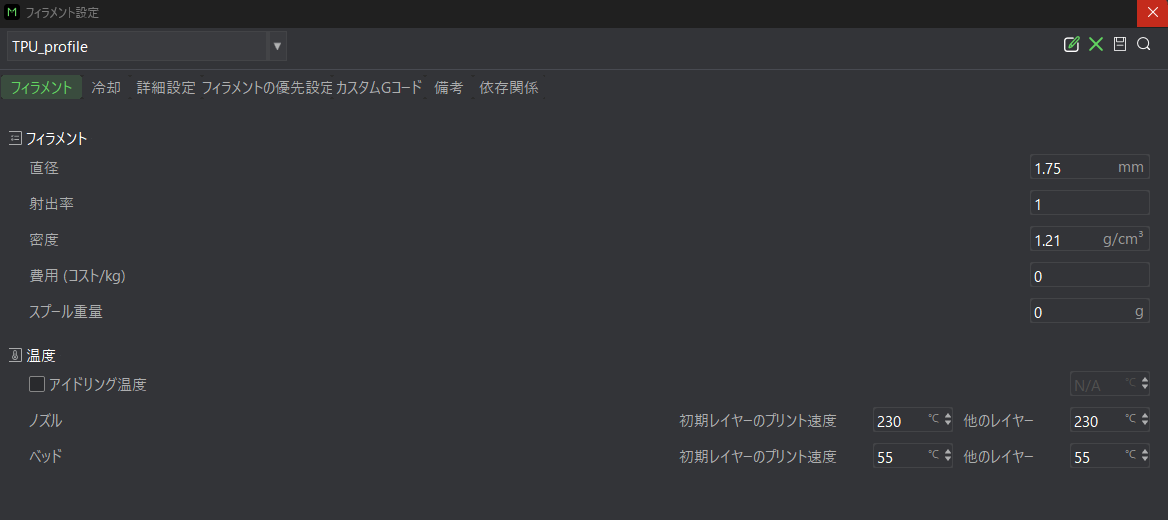 フィラメント設定
TPU_profile
フィラメント 冷却 詳細設定 フィラメントの優先設定 カスタムGコード 備考 依存関係
フィラメント
直径 1.75 mm
射出率 1
密度 1.21 g/cm³
費用 (コスト/kg) 0
スプール重量 0 g
温度
アイドリング温度 N/A °C
ノズル 初期レイヤーのプリント速度 230 °C 他のレイヤー 230 °C
ベッド 初期レイヤーのプリント速度 55 °C 他のレイヤー 55 °C